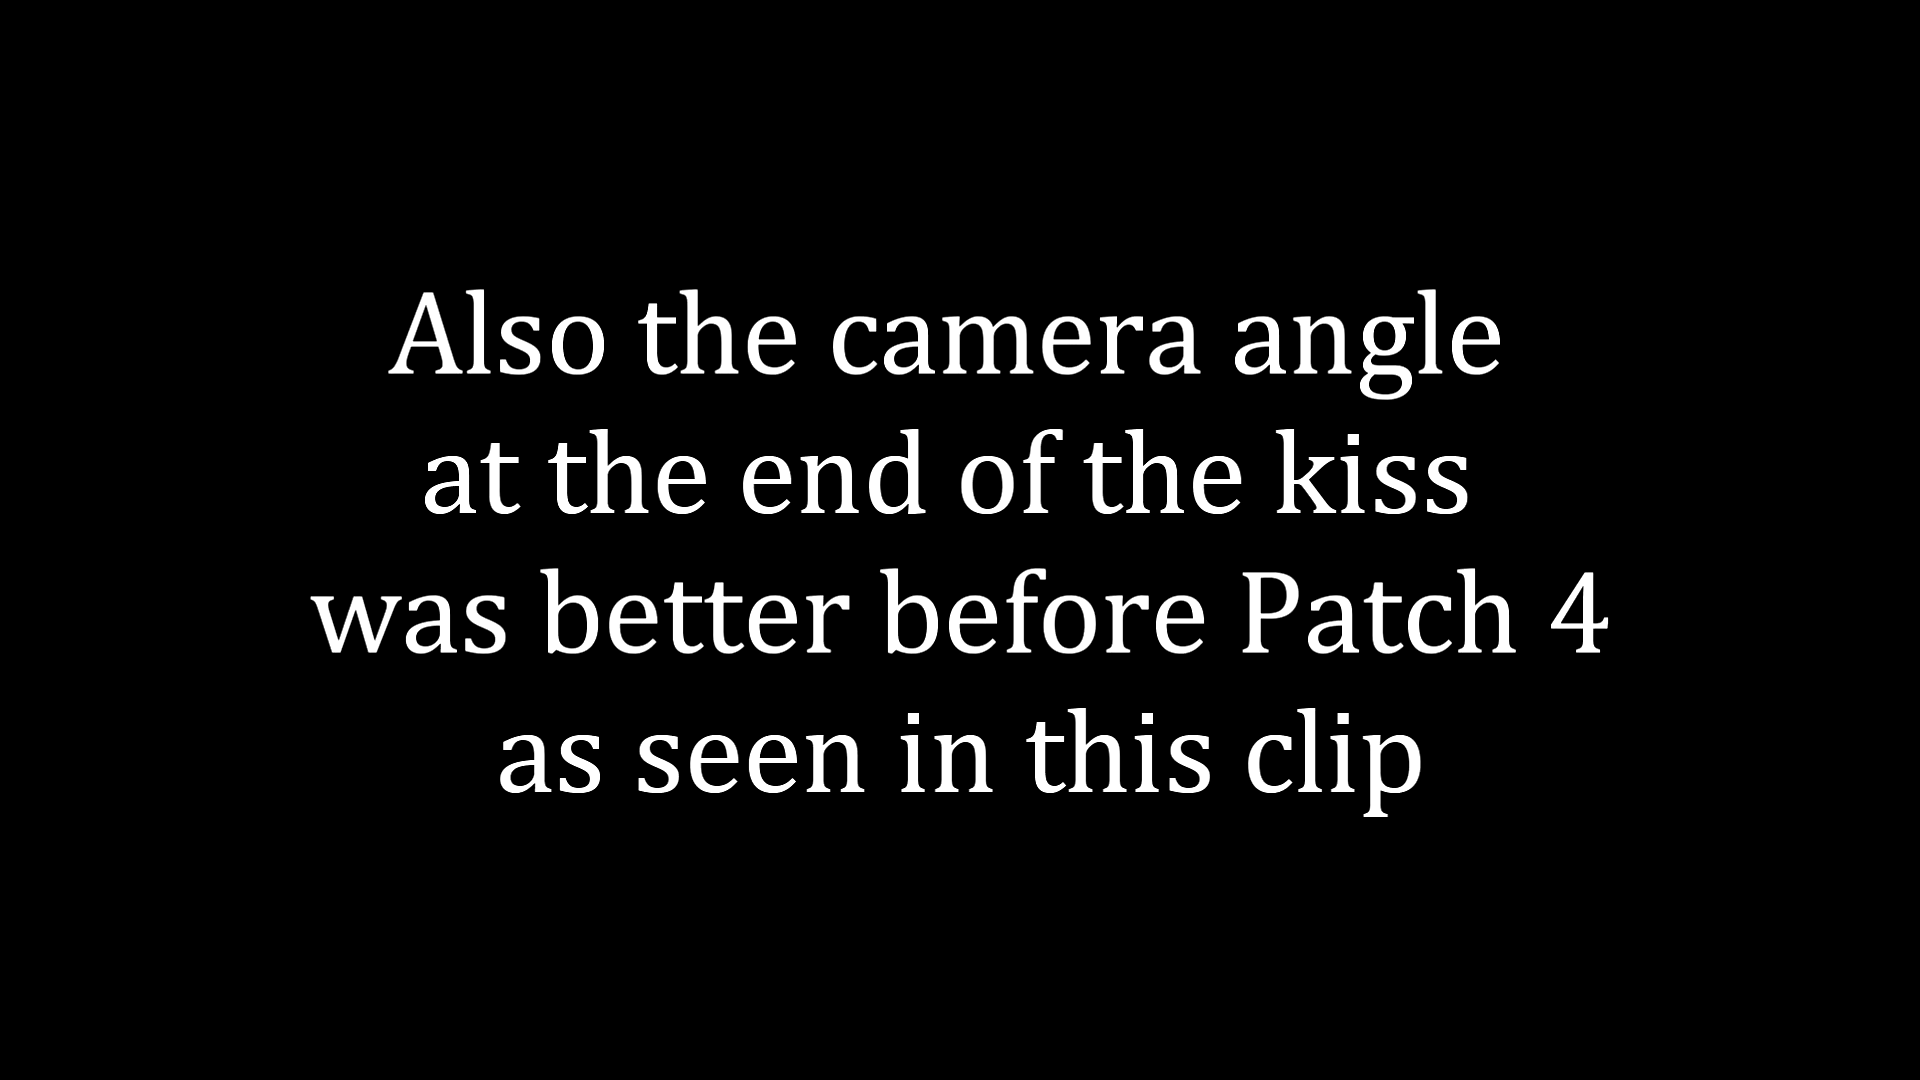 Also the camera angle
at the end of the kiss
was better before Patch 4
as seen in this clip